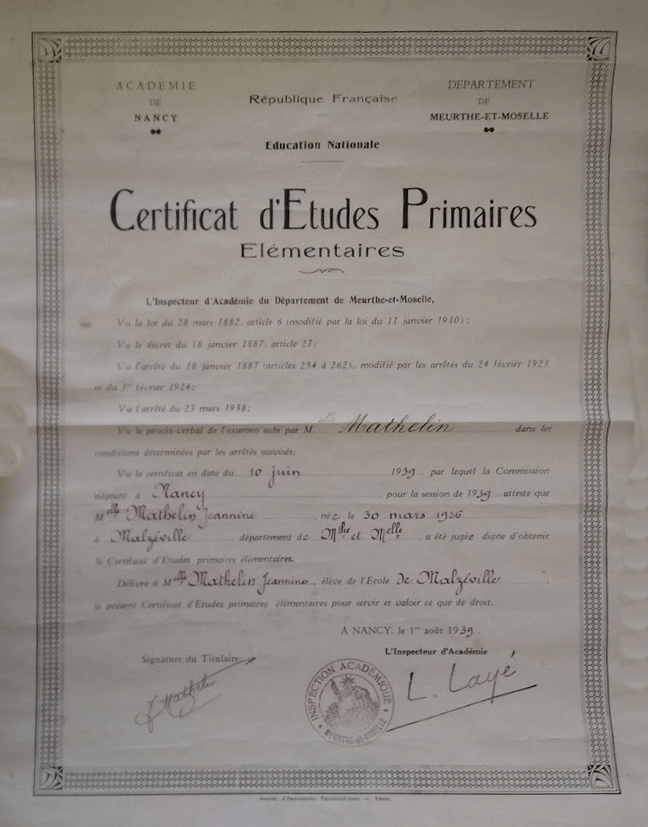 ACADEMIE
DE
NANCY
République Française
DEPARTEMENT
DE
MEURTHE-ET-MOSELLE
Education Nationale
Certificat d'Etudes Primaires
Elémentaires
L'Inspecteur d'Académie du Département de Meurthe-et-Moselle,
Vu la loi du 28 mars 1882, article 6 (modifié par la loi du 11 janvier 1910);
Vu le décret du 18 janvier 1887, article 27;
Vu l'arrêté du 18 janvier 1887 (articles 254 à 262), modifié par les arrêtés du 24 février 1923
et du 1er février 1924;
Vu l'arrêté du 23 mars 1938;
Vu le procès-verbal de l'examen subi par Melle Mathelin dans les
conditions déterminées par les arrêtés susvisés;
Vu le certificat en date du 10 juin 1939 par lequel la Commission
siégeant à Nancy pour la session de 1939, atteste que
Melle Mathelin Jeannine, née le 30 mars 1926
à Malzéville, département de Mthe et Melle, a été jugée digne d'obtenir
le Certificat d'Etudes primaires élémentaires.
Délivré à Melle Mathelin Jeannine, élève de l'Ecole de Malzéville
le présent Certificat d'Etudes primaires élémentaires pour servir et valoir ce que de droit.
A NANCY, le 1er août 1939.
L'Inspecteur d'Académie
Signature du Titulaire,
J Mathelin
INSPECTION ACADÉMIQUE
MEURTHE-et-MOSELLE
L. Layé